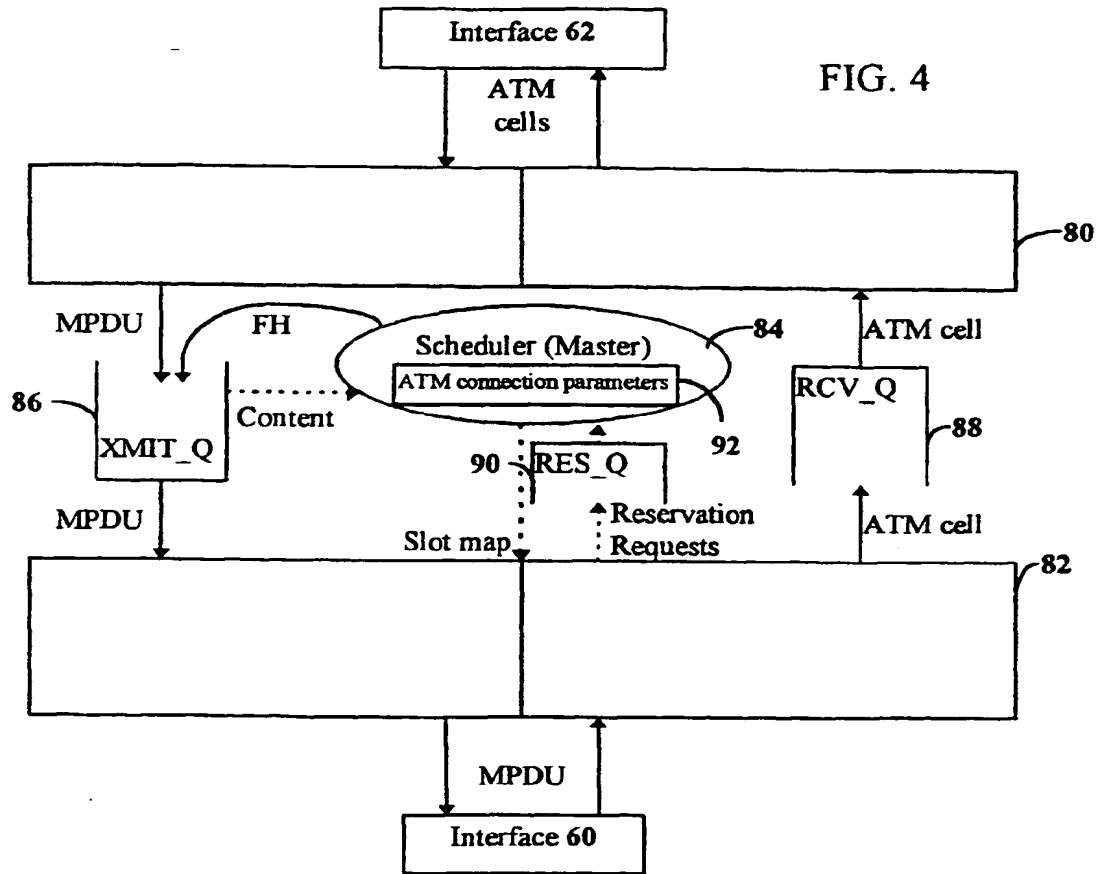 Interface 62
FIG. 4
ATM
cells
80
MPDU
FH
84
ATM cell
Scheduler (Master)
ATM connection parameters
RCV_Q
86
Content
XMIT_Q
92
88
90
RES_Q
MPDU
Slot map
Reservation
Requests
ATM cell
82
MPDU
Interface 60